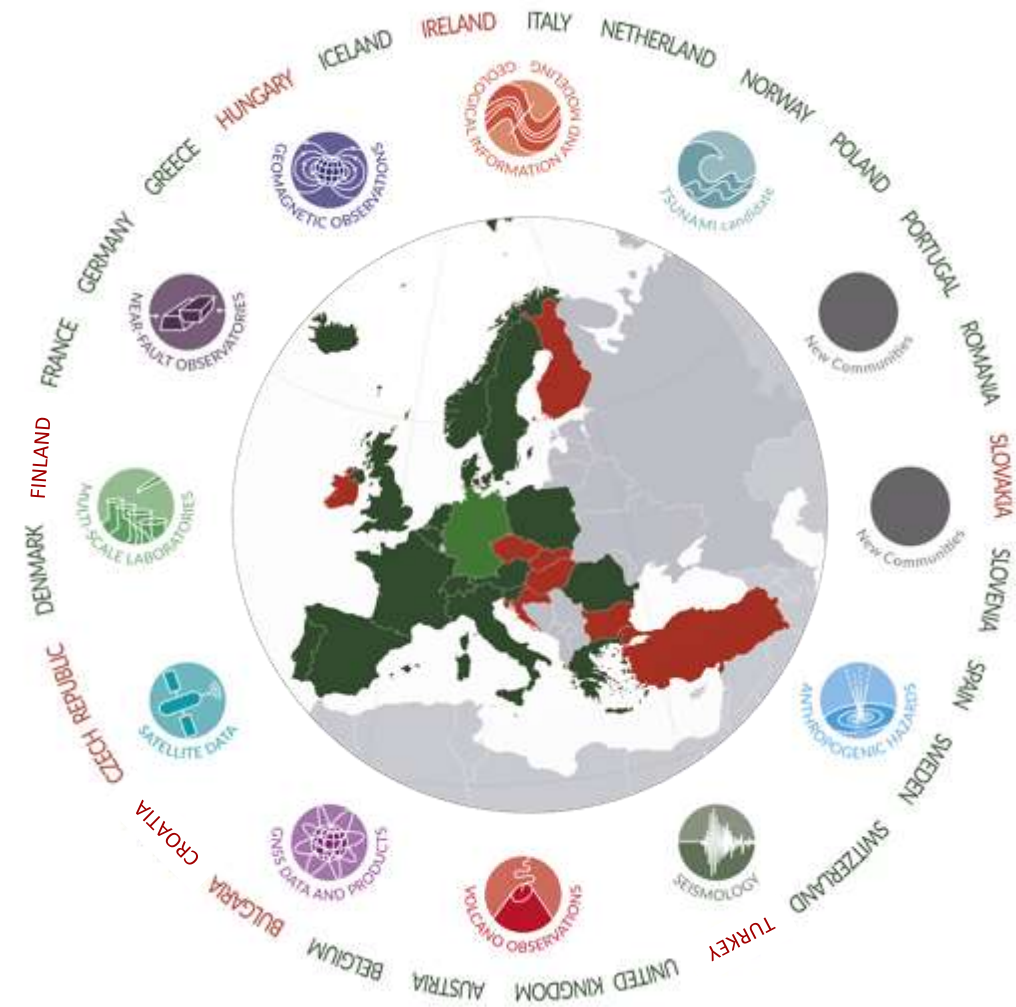 ICELAND
IRELAND
ITALY
NETHERLAND
NORWAY
POLAND
PORTUGAL
ROMANIA
SLOVAKIA
SLOVENIA
SPAIN
SWEDEN
SWITZERLAND
TURKEY
UNITED KINGDOM
AUSTRIA
BELGIUM
BULGARIA
CROATIA
CZECH REPUBLIC
DENMARK
FINLAND
FRANCE
GERMANY
GREECE
HUNGARY
GEOLOGICAL INFORMATION AND MODELING
TSUNAMI candidate
New Communities
New Communities
ANTHROPOGENIC HAZARDS
SEISMOLOGY
VOLCANO OBSERVATIONS
GNSS DATA AND PRODUCTS
SATELLITE DATA
MULTI-SCALE LABORATORIES
NEAR-FAULT OBSERVATORIES
GEOMAGNETIC OBSERVATIONS